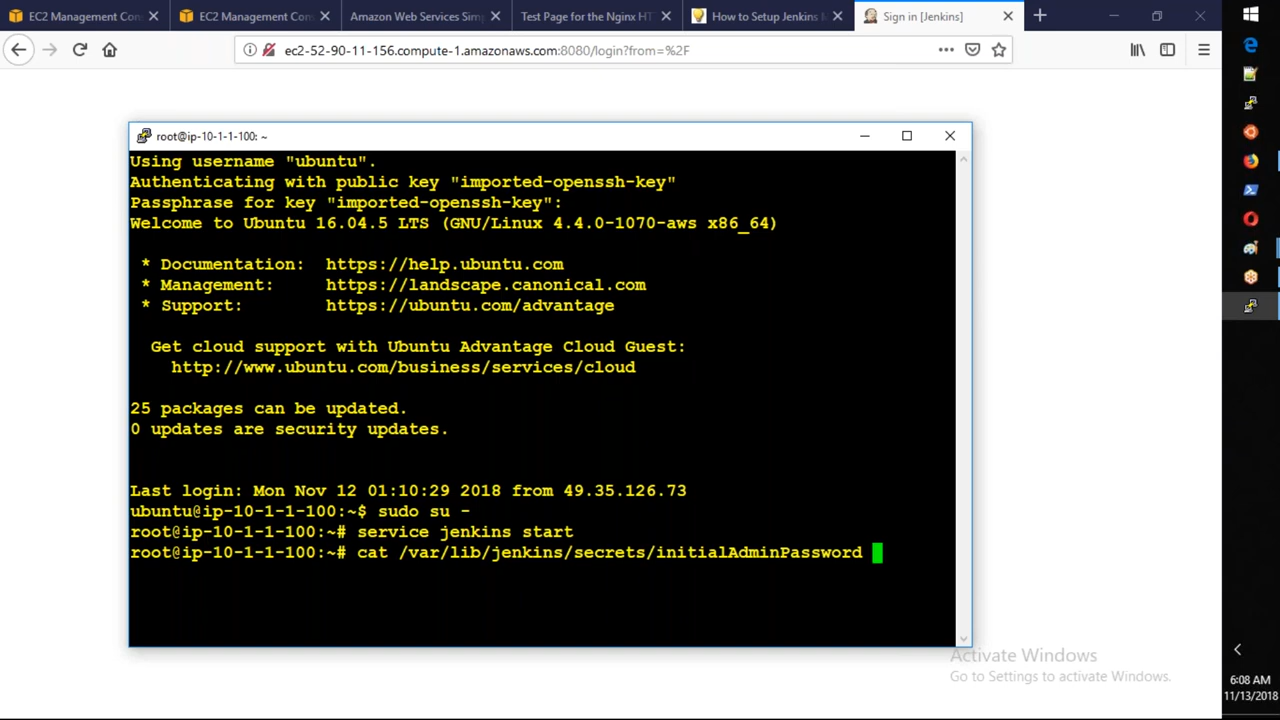 EC2 Management Con
EC2 Management Cons
Amazon Web Services Sim
Test Page for the Nginx HT
How to Setup Jenkins M
Sign in [Jenkins]
ec2-52-90-11-156.compute-1.amazonaws.com:8080/login?from=%2F
root@ip-10-1-1-100: ~
Using username "ubuntu".
Authenticating with public key "imported-openssh-key"
Passphrase for key "imported-openssh-key":
Welcome to Ubuntu 16.04.5 LTS (GNU/Linux 4.4.0-1070-aws x86_64)
* Documentation: https://help.ubuntu.com
* Management: https://landscape.canonical.com
* Support: https://ubuntu.com/advantage
Get cloud support with Ubuntu Advantage Cloud Guest:
http://www.ubuntu.com/business/services/cloud
25 packages can be updated.
0 updates are security updates.
Last login: Mon Nov 12 01:10:29 2018 from 49.35.126.73
ubuntu@ip-10-1-1-100:~$ sudo su -
root@ip-10-1-1-100:~# service jenkins start
root@ip-10-1-1-100:~# cat /var/lib/jenkins/secrets/initialAdminPassword
Activate Windows
Go to Settings to activate Windows.
6:08 AM
11/13/2018